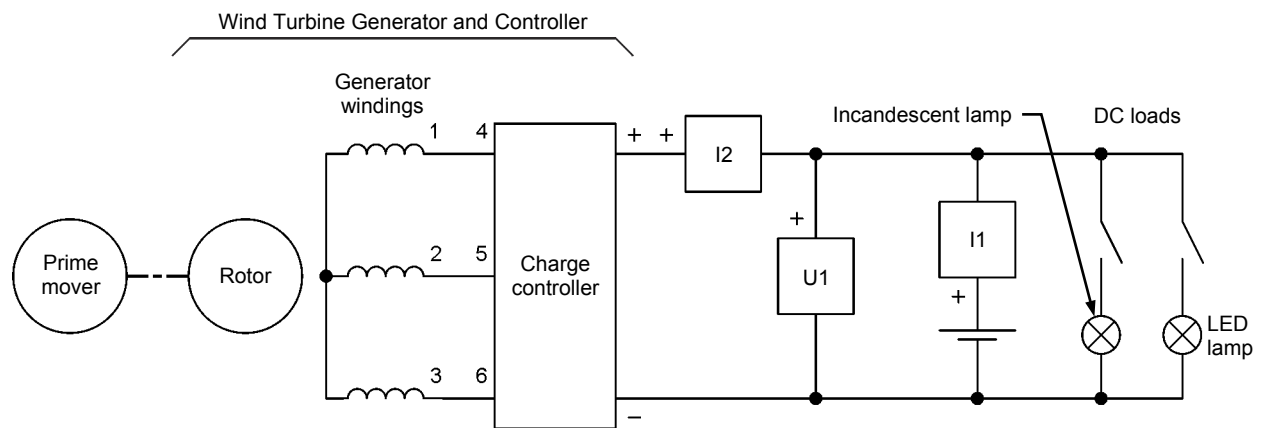 Wind Turbine Generator and Controller
Generator
windings
Incandescent lamp
DC loads
1
4
+
+
I2
Prime
mover
Rotor
2
5
Charge
controller
+
U1
I1
+
LED
lamp
3
6
−